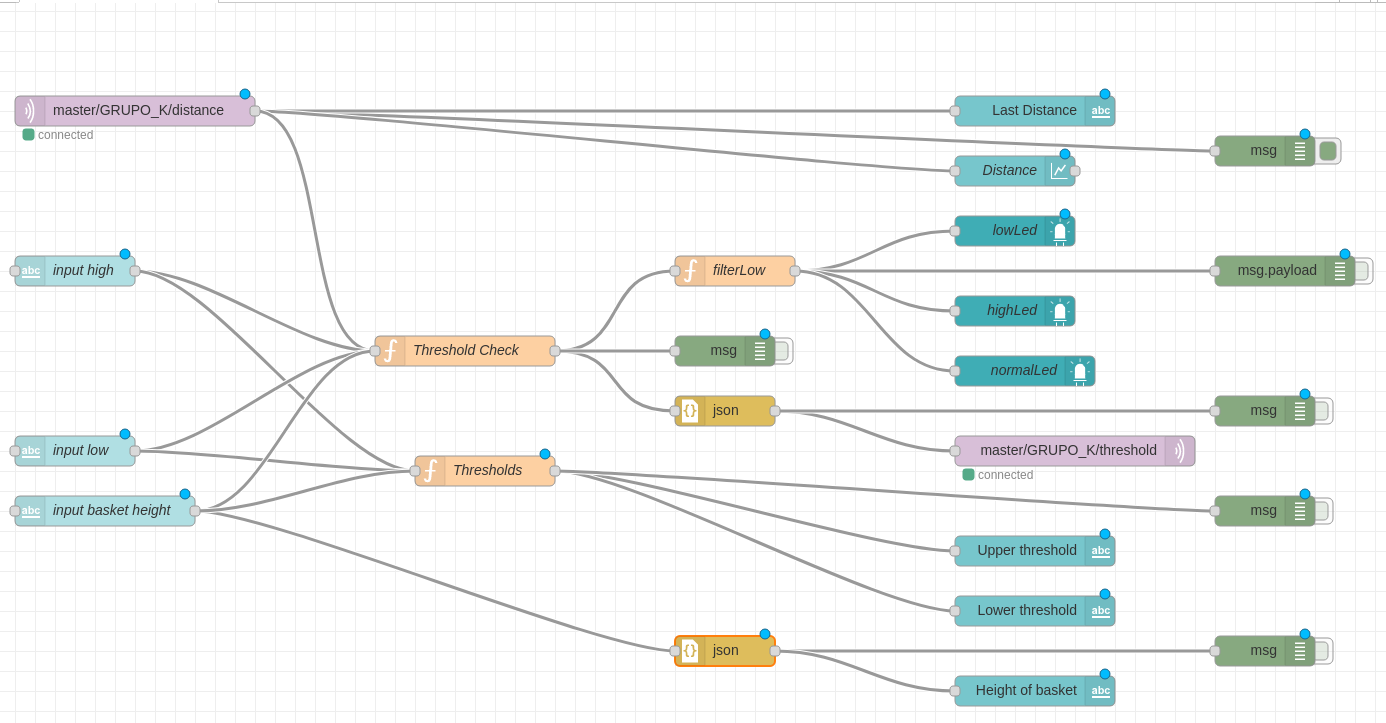 master/GRUPO_K/distance
connected
Last Distance
abc
msg
Distance
lowLed
abc
input high
filterLow
msg.payload
highLed
Threshold Check
msg
normalLed
{} json
msg
abc
input low
master/GRUPO_K/threshold
connected
Thresholds
abc
input basket height
msg
Upper threshold
abc
Lower threshold
abc
{} json
msg
Height of basket
abc